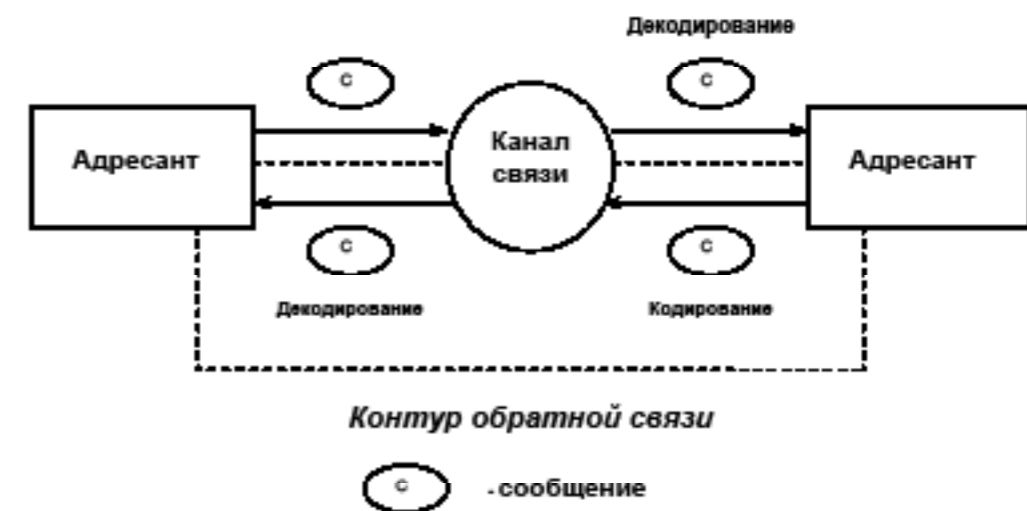 Декодирование
с
с
Адресант
Канал
связи
Адресант
с
с
Декодирование
Кодирование
Контур обратной связи
с
- сообщение